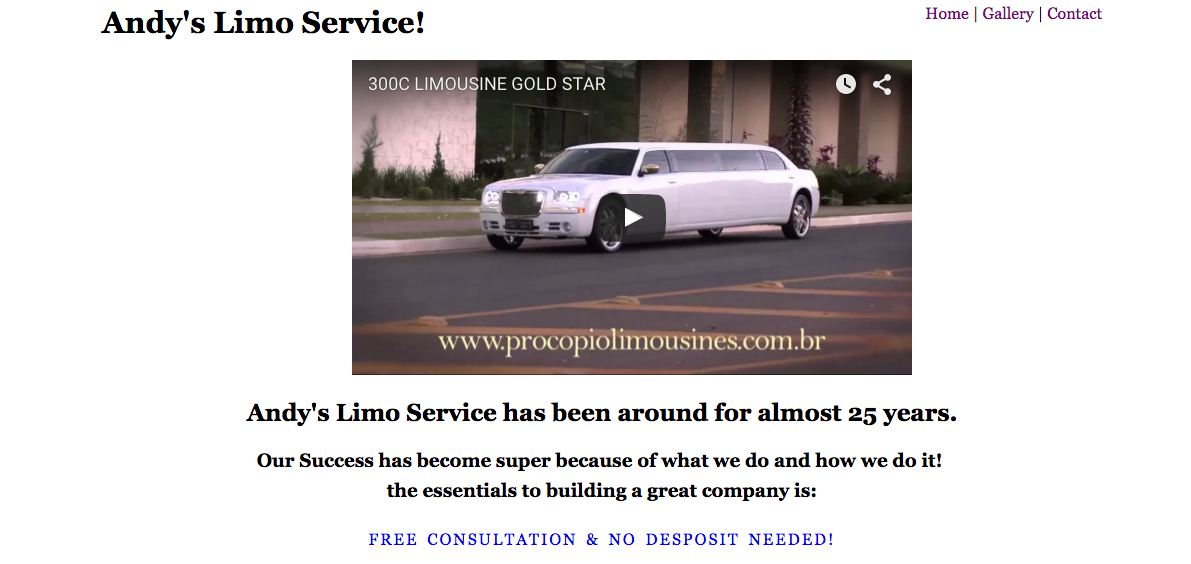 Andy's Limo Service!
Home | Gallery | Contact
300C LIMOUSINE GOLD STAR
www.procopiolimousines.com.br
Andy's Limo Service has been around for almost 25 years.
Our Success has become super because of what we do and how we do it!
the essentials to building a great company is:
FREE CONSULTATION & NO DESPOSIT NEEDED!